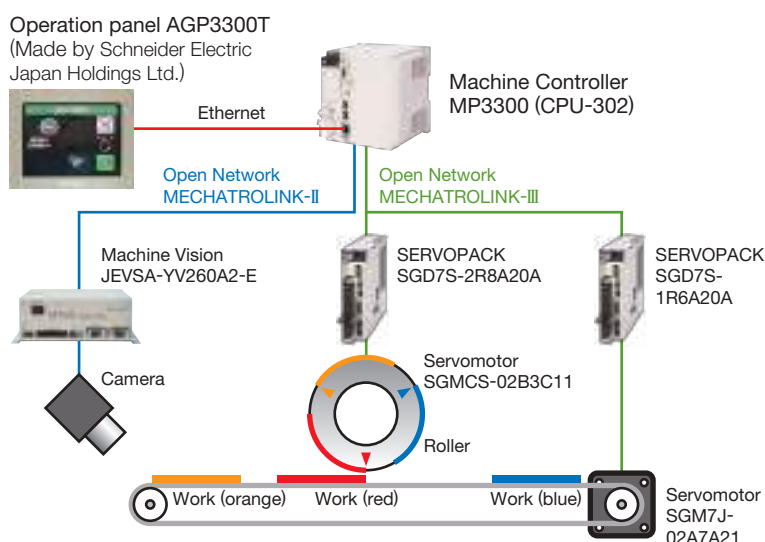 Operation panel AGP3300T
(Made by Schneider Electric
Japan Holdings Ltd.)
Ethernet
Machine Controller
MP3300 (CPU-302)
Open Network
MECHATROLINK-Ⅱ
Open Network
MECHATROLINK-Ⅲ
Machine Vision
JEVSA-YV260A2-E
SERVOPACK
SGD7S-2R8A20A
SERVOPACK
SGD7S-
1R6A20A
Camera
Servomotor
SGMCS-02B3C11
Roller
Work (orange)
Work (red)
Work (blue)
Servomotor
SGM7J-
02A7A21